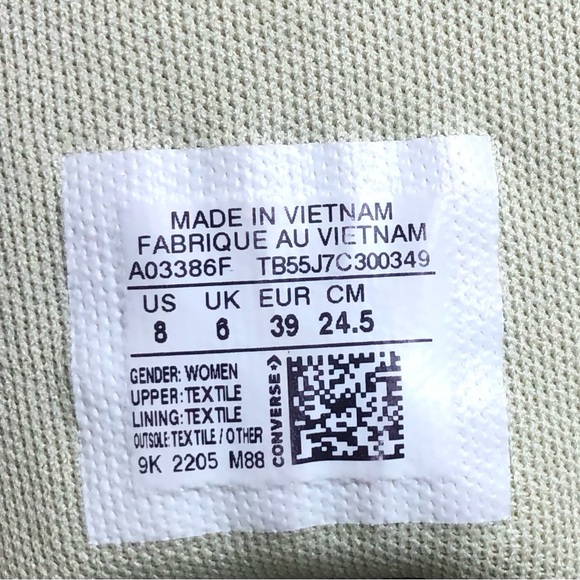 MADE IN VIETNAM
FABRIQUE AU VIETNAM
A03386F TB55J7C300349
US UK EUR CM
8 6 39 24.5
GENDER: WOMEN
UPPER: TEXTILE
LINING: TEXTILE
OUTSOLE: TEXTILE / OTHER
9K 2205 M88
CONVERSE